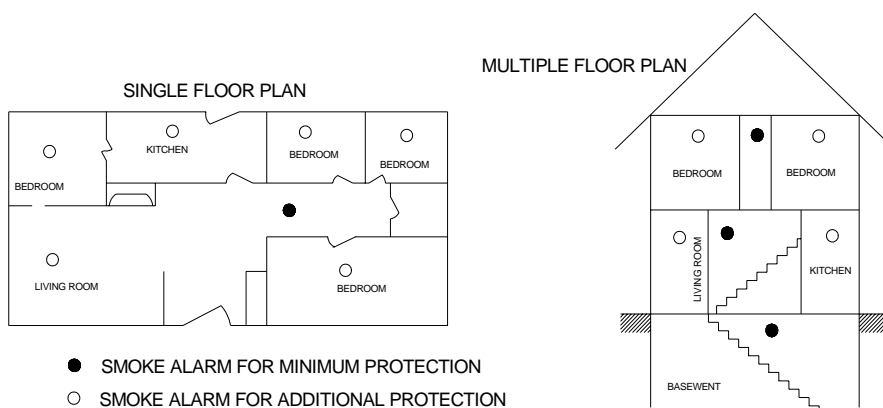 MULTIPLE FLOOR PLAN
SINGLE FLOOR PLAN
KITCHEN
BEDROOM
BEDROOM
BEDROOM
LIVING ROOM
BEDROOM
BEDROOM
BEDROOM
LIVING ROOM
KITCHEN
BASEWENT
SMOKE ALARM FOR MINIMUM PROTECTION
SMOKE ALARM FOR ADDITIONAL PROTECTION